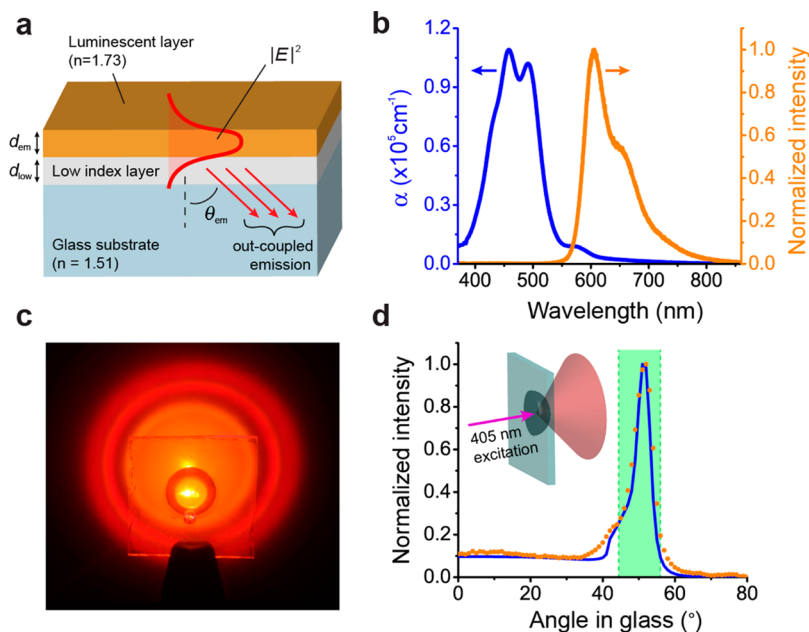 a
Luminescent layer
(n=1.73)
|E|²
d_em
d_low
Low index layer
θ_em
Glass substrate
(n = 1.51)
out-coupled
emission
b
α (x10⁵cm⁻¹)
1.2
0.9
0.6
0.3
0.0
400 500 600 700 800
Wavelength (nm)
1.0
0.8
0.6
0.4
0.2
0.0
Normalized intensity
c
d
Normalized intensity
1.0
0.8
0.6
0.4
0.2
0.0
405 nm
excitation
0 20 40 60 80
Angle in glass (°)